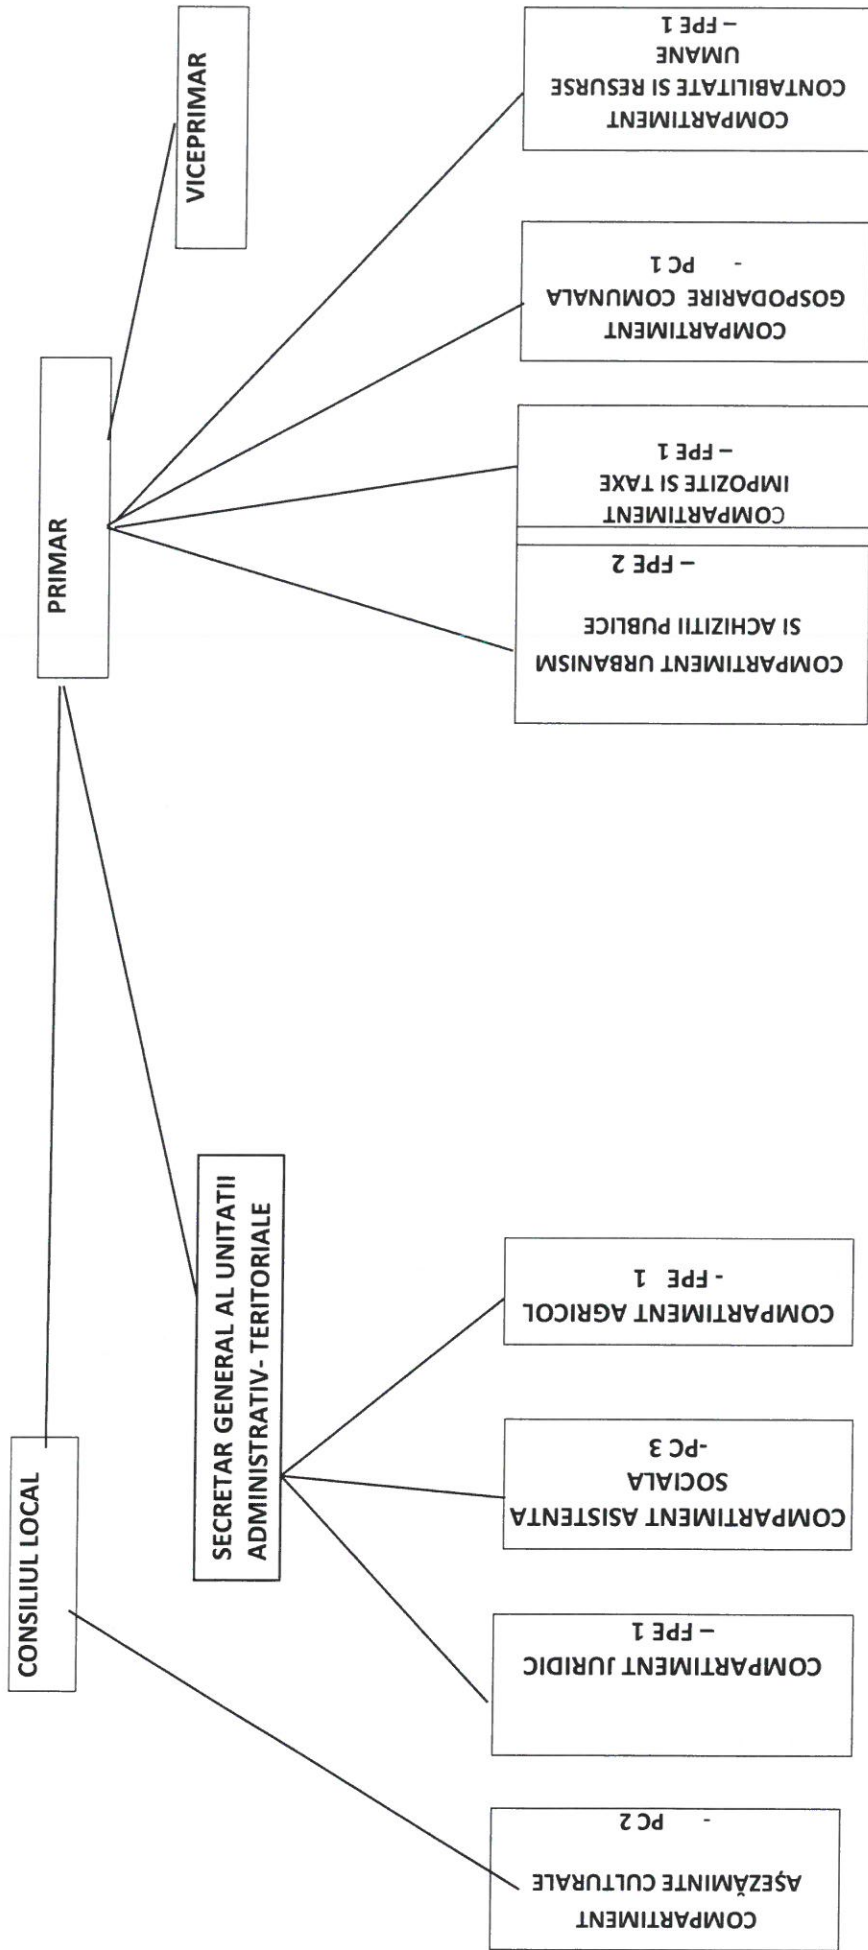 CONSILIUL LOCAL
PRIMAR
VICEPRIMAR
SECRETAR GENERAL AL UNITATII
ADMINISTRATIV- TERITORIALE
COMPARTIMENT
AȘEZĂMINTE CULTURALE
- PC 2
COMPARTIMENT JURIDIC
– FPE 1
COMPARTIMENT ASISTENTA
SOCIALA
-PC 3
COMPARTIMENT AGRICOL
- FPE 1
COMPARTIMENT URBANISM
SI ACHIZITII PUBLICE
– FPE 2
COMPARTIMENT
IMPOZITE SI TAXE
– FPE 1
COMPARTIMENT
GOSPODARIRE COMUNALA
- PC 1
COMPARTIMENT
CONTABILITATE SI RESURSE
UMANE
– FPE 1